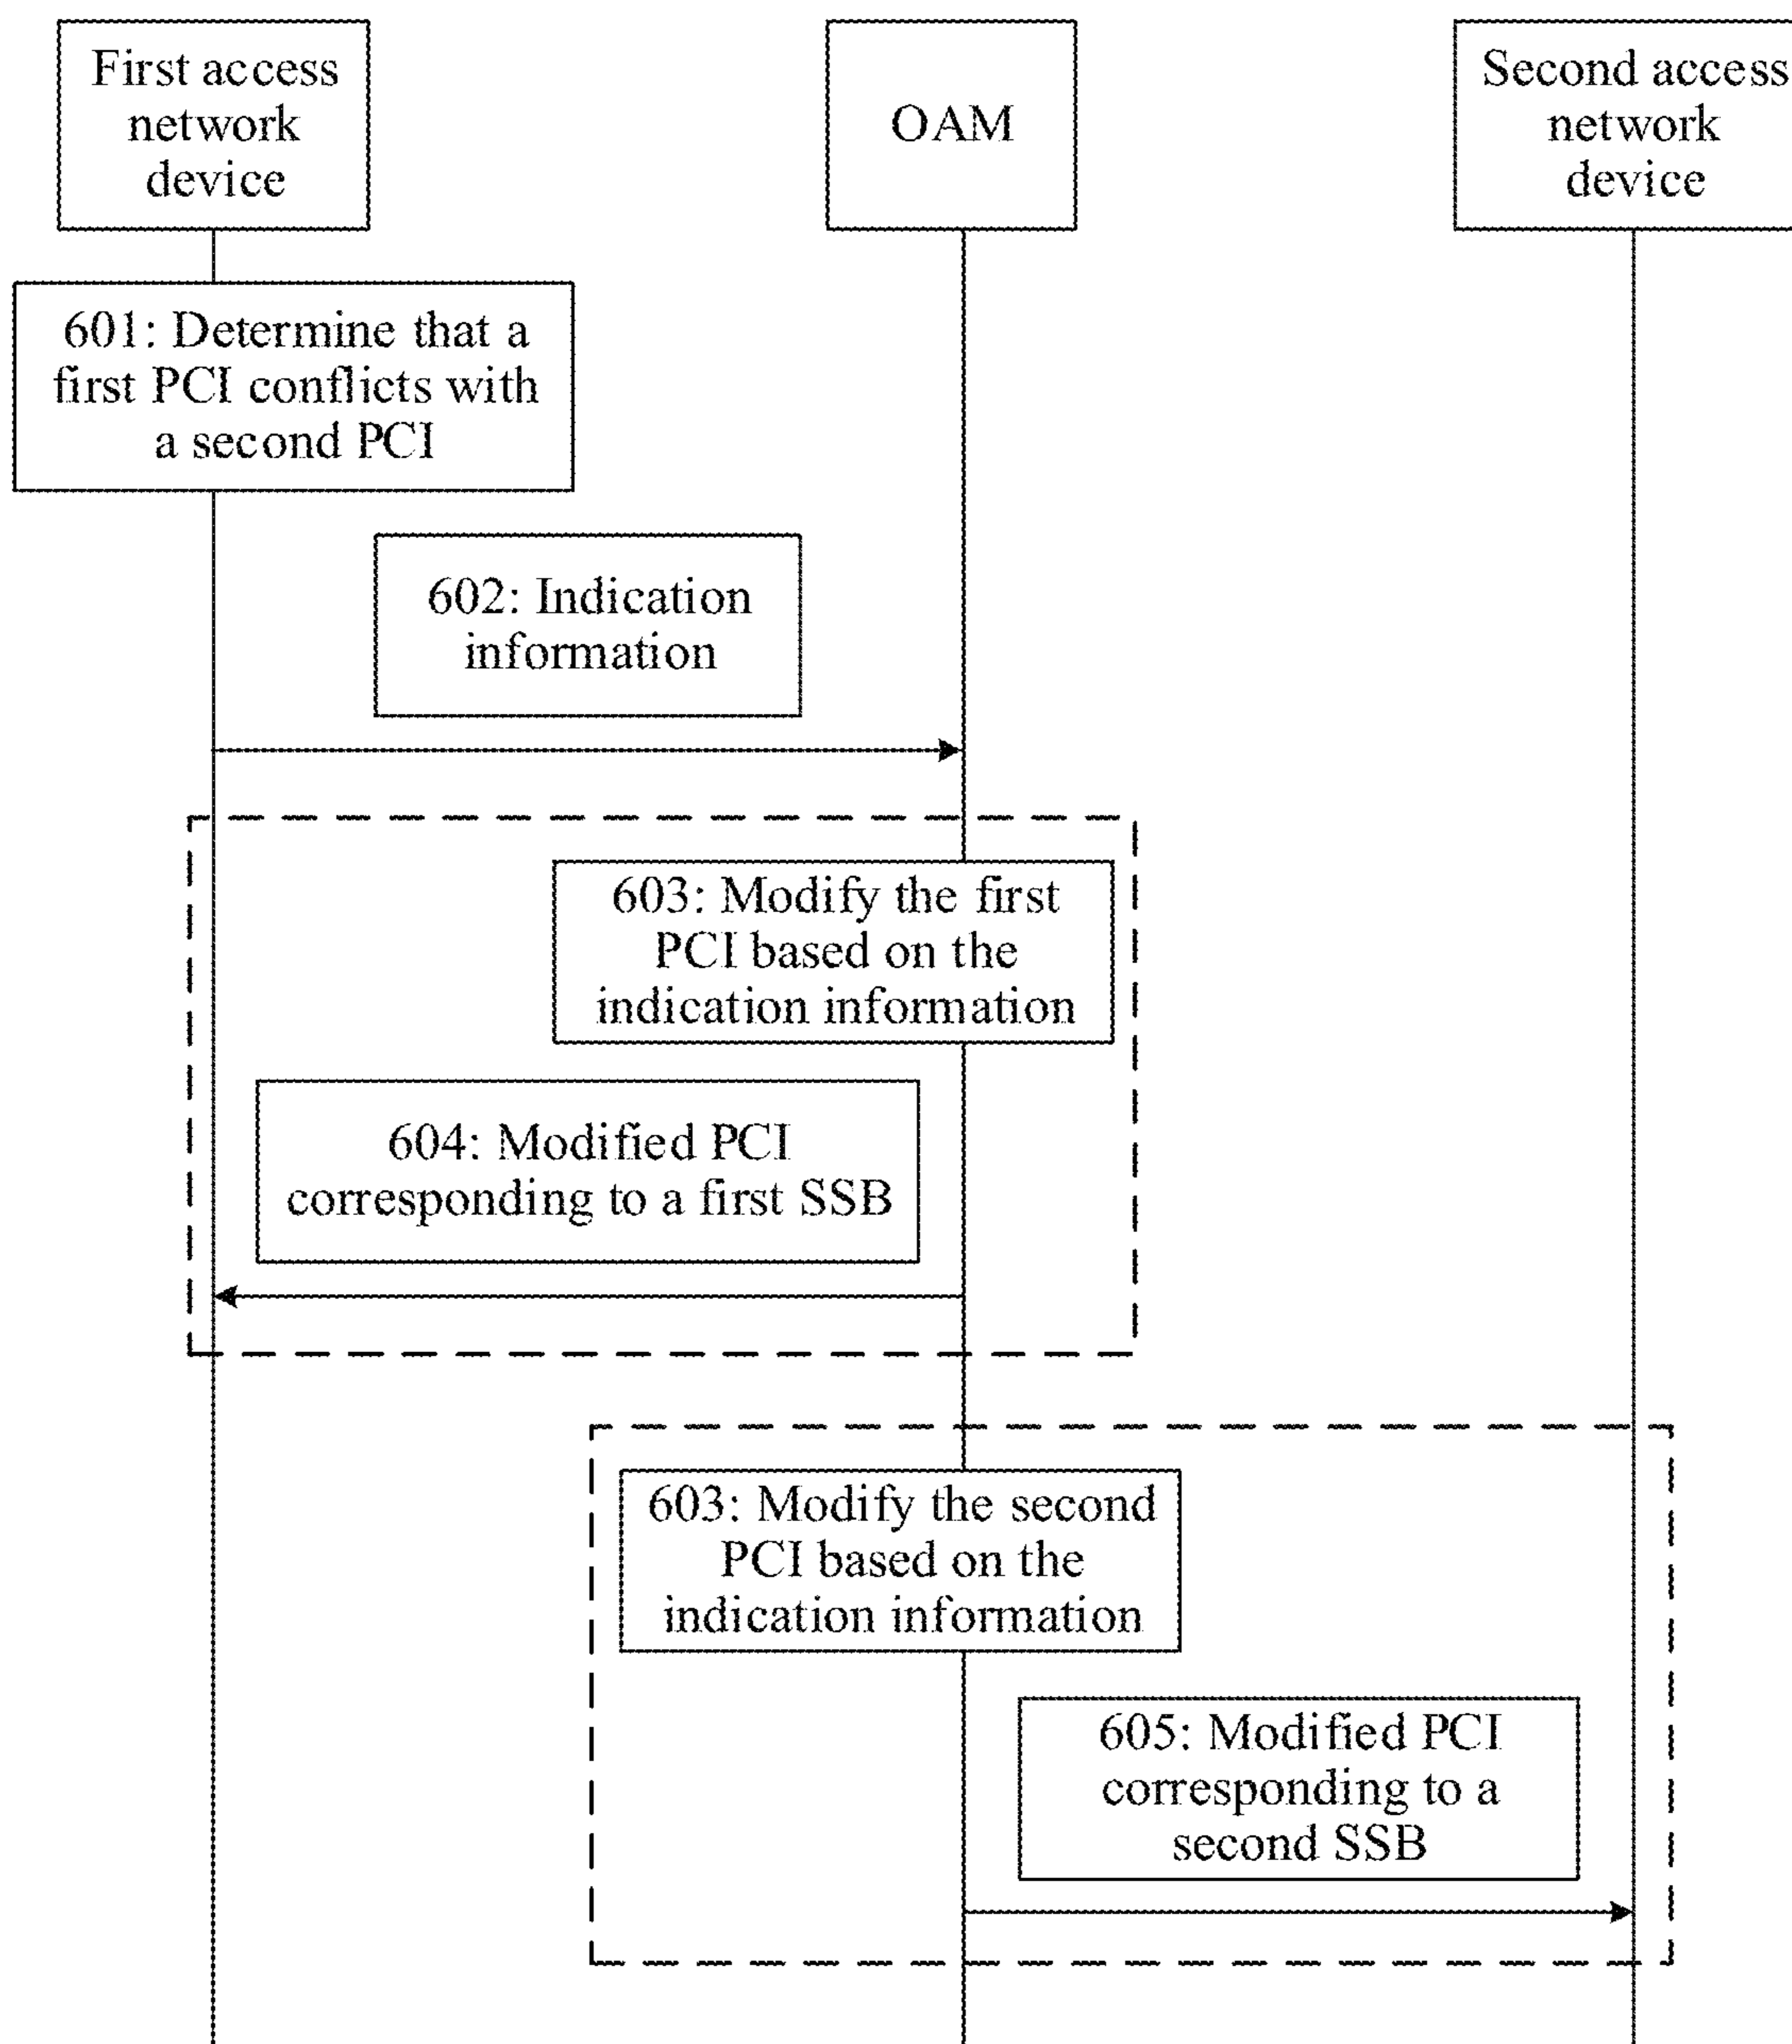 First access
network
device
OAM
Second access
network
device
601: Determine that a
first PCI conflicts with
a second PCI
602: Indication
information
603: Modify the first
PCI based on the
indication information
604: Modified PCI
corresponding to a first SSB
603: Modify the second
PCI based on the
indication information
605: Modified PCI
corresponding to a
second SSB